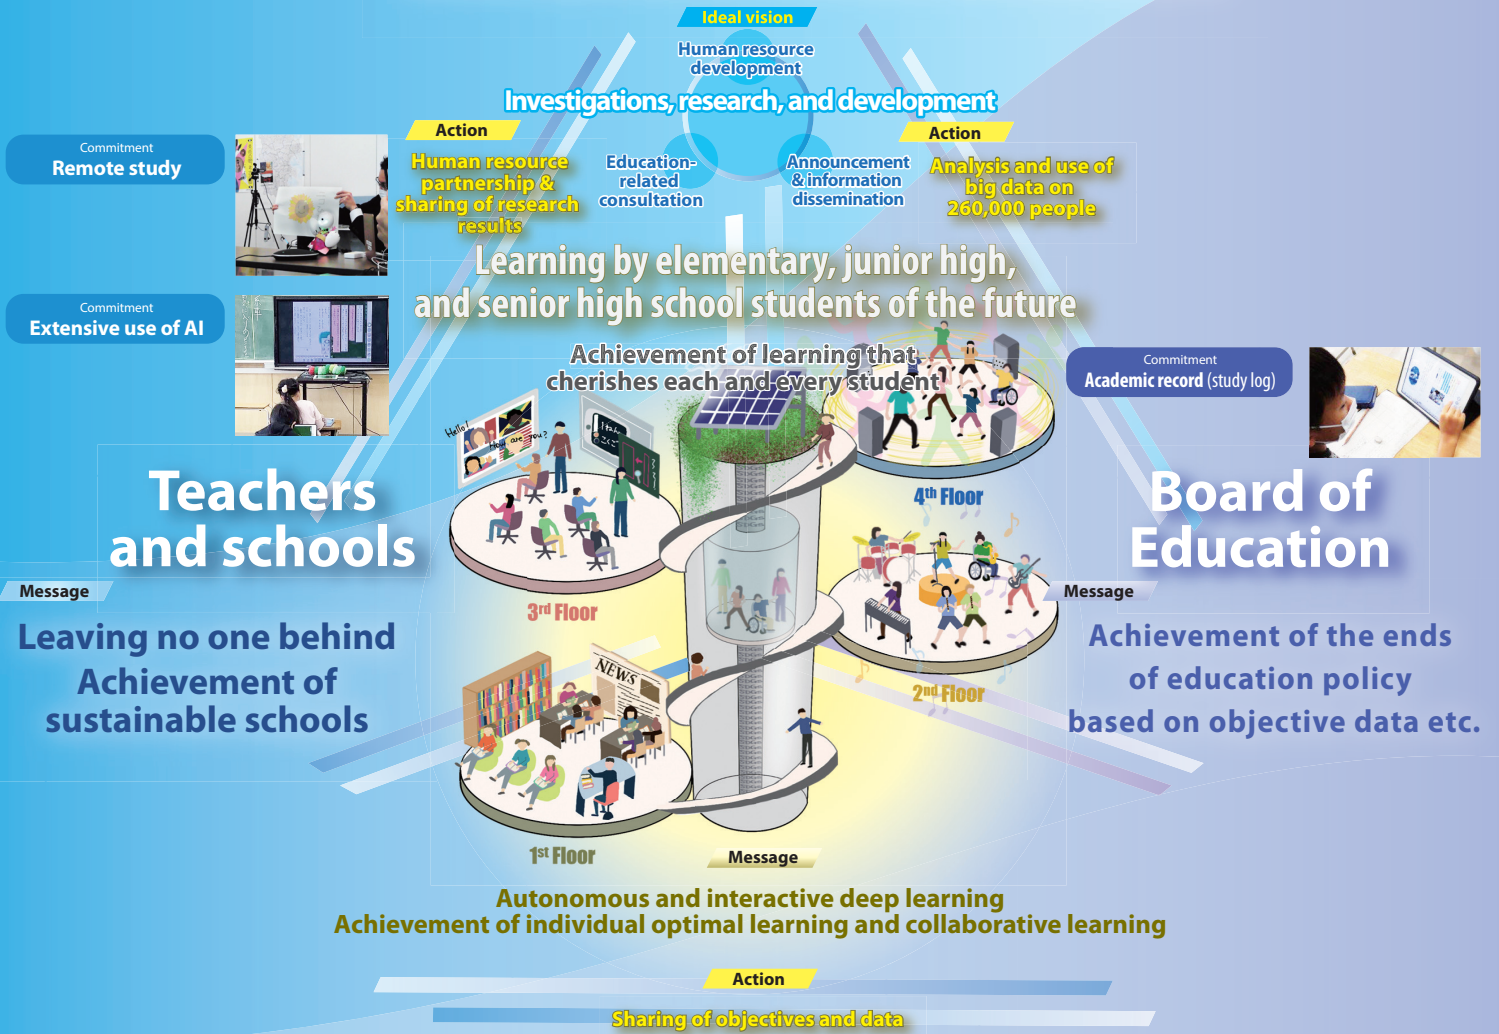 Ideal vision
Human resource
development
Investigations, research, and development
Action
Human resource
partnership &
sharing of research
results
Education-
related
consultation
Announcement
& information
dissemination
Action
Analysis and use of
big data on
260,000 people
Commitment
Remote study
Commitment
Extensive use of AI
Learning by elementary, junior high,
and senior high school students of the future
Achievement of learning that
cherishes each and every student
Commitment
Academic record (study log)
Hello!
How are you?
4th Floor
3rd Floor
NEWS
2nd Floor
1st Floor
Teachers
and schools
Message
Leaving no one behind
Achievement of
sustainable schools
Board of
Education
Message
Achievement of the ends
of education policy
based on objective data etc.
Message
Autonomous and interactive deep learning
Achievement of individual optimal learning and collaborative learning
Action
Sharing of objectives and data